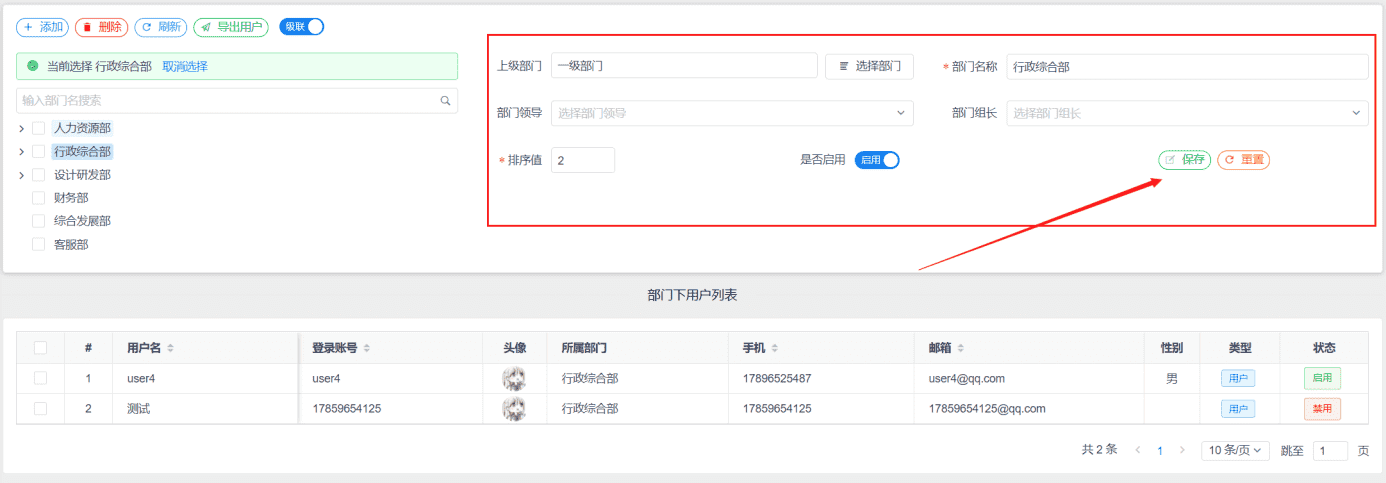 添加 删除 刷新 导出用户 级联
当前选择 行政综合部 取消选择
输入部门名搜索
人力资源部
行政综合部
设计研发部
财务部
综合发展部
客服部
上级部门 一级部门 选择部门 * 部门名称 行政综合部
部门领导 选择部门领导 部门组长 选择部门组长
* 排序值 2 是否启用 启用 保存 重置
部门下用户列表
# 用户名 登录账号 头像 所属部门 手机 邮箱 性别 类型 状态
1 user4 user4 行政综合部 17896525487 user4@qq.com 男 用户 启用
2 测试 17859654125 行政综合部 17859654125 17859654125@qq.com 用户 禁用
共 2 条 1 10 条/页 跳至 1 页